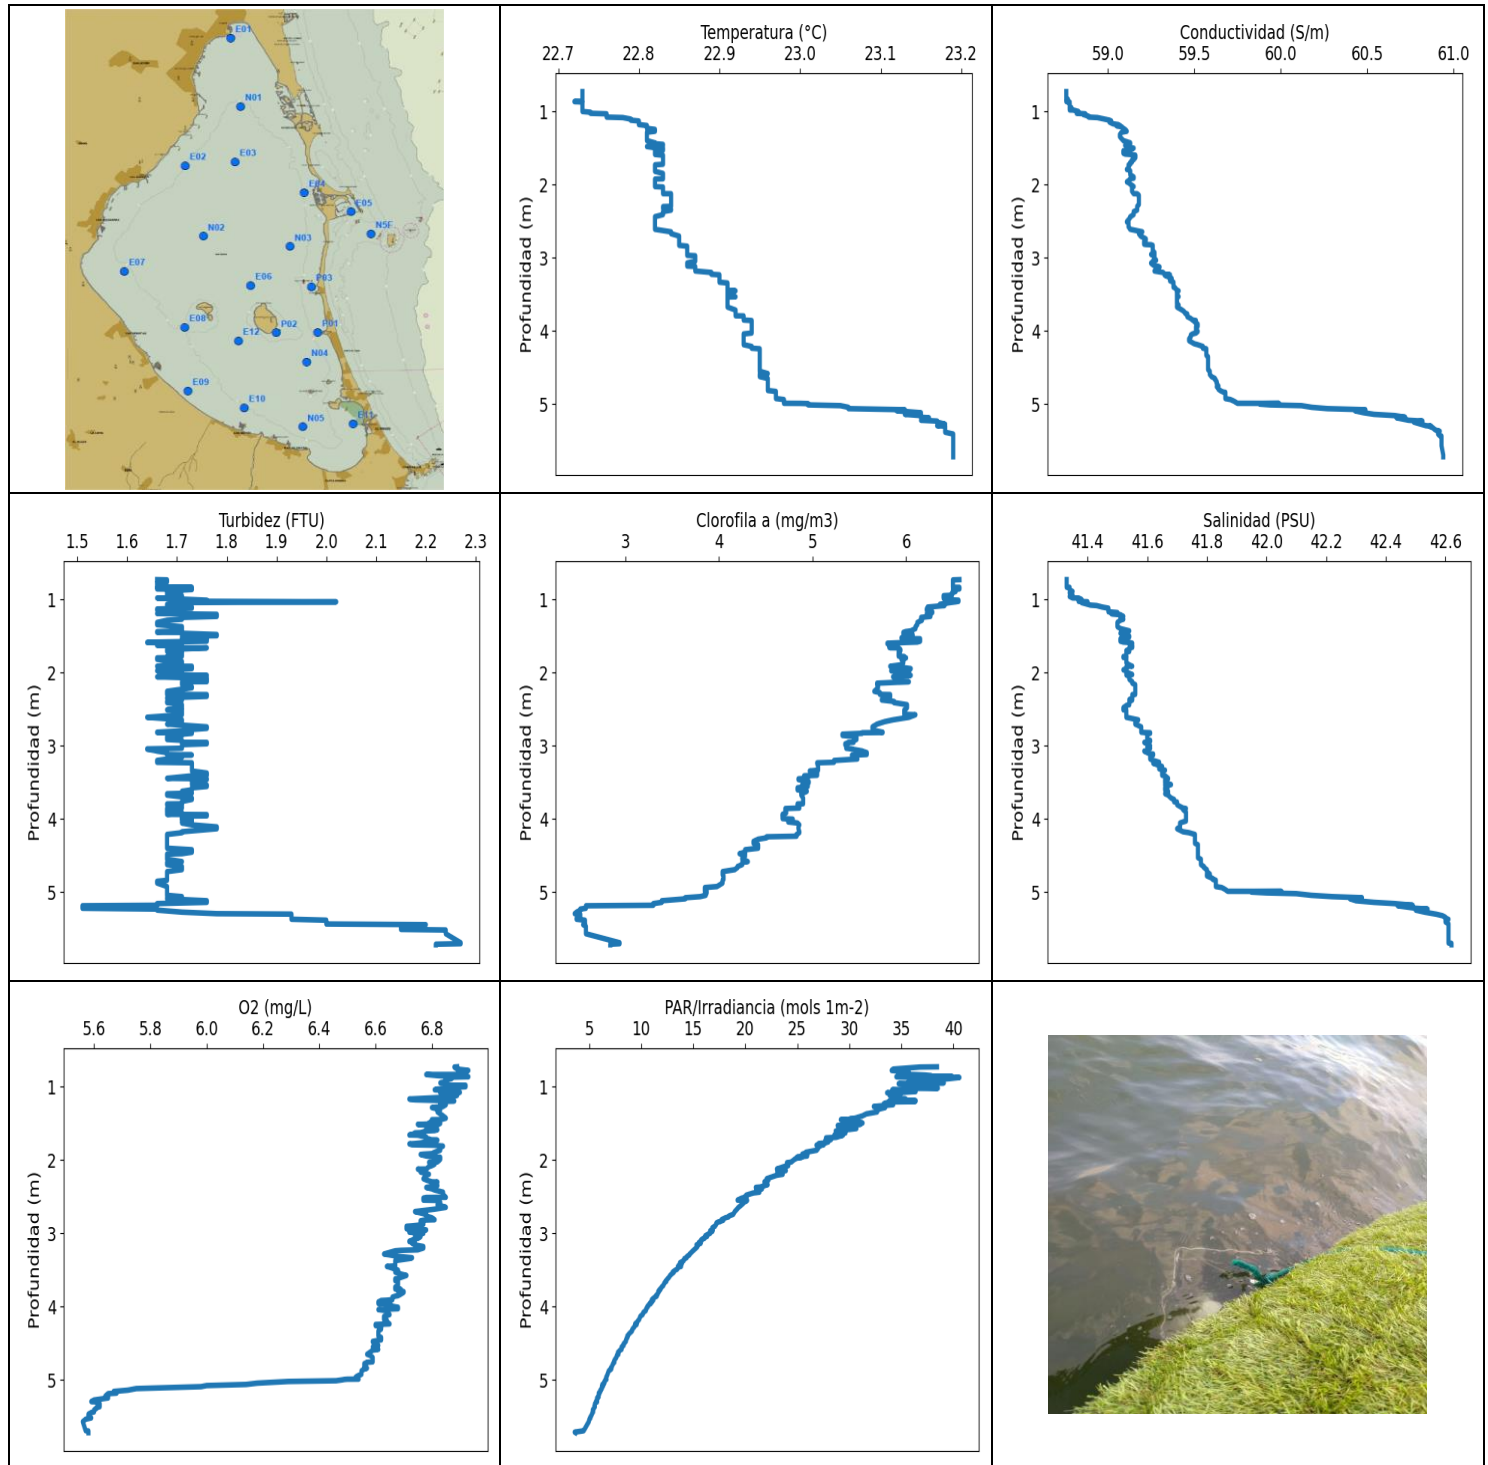 E01
N01
E02
E03
E04
E05
N5F
N02
N03
E07
E06
P03
E08
E12
P02
P01
N04
E09
E10
N05
E11
Temperatura (°C)
22.7 22.8 22.9 23.0 23.1 23.2
Profundidad (m)
1
2
3
4
5
Conductividad (S/m)
59.0 59.5 60.0 60.5 61.0
Profundidad (m)
1
2
3
4
5
Turbidez (FTU)
1.5 1.6 1.7 1.8 1.9 2.0 2.1 2.2 2.3
Profundidad (m)
1
2
3
4
5
Clorofila a (mg/m3)
3 4 5 6
Profundidad (m)
1
2
3
4
5
Salinidad (PSU)
41.4 41.6 41.8 42.0 42.2 42.4 42.6
Profundidad (m)
1
2
3
4
5
O2 (mg/L)
5.6 5.8 6.0 6.2 6.4 6.6 6.8
Profundidad (m)
1
2
3
4
5
PAR/Irradiancia (mols 1m-2)
5 10 15 20 25 30 35 40
Profundidad (m)
1
2
3
4
5